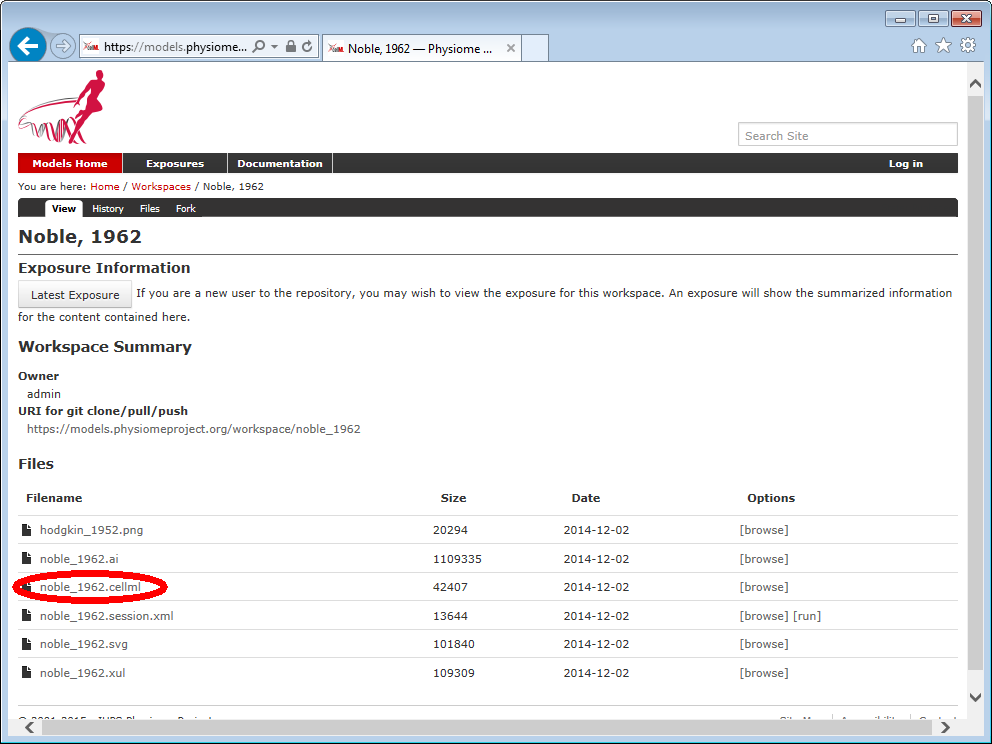 https://models.physiome...
Noble, 1962 — Physiome ...
Search Site
Models Home Exposures Documentation Log in
You are here: Home / Workspaces / Noble, 1962
View History Files Fork
Noble, 1962
Exposure Information
Latest Exposure If you are a new user to the repository, you may wish to view the exposure for this workspace. An exposure will show the summarized information
for the content contained here.
Workspace Summary
Owner
admin
URI for git clone/pull/push
https://models.physiomeproject.org/workspace/noble_1962
Files
Filename Size Date Options
hodgkin_1952.png 20294 2014-12-02 [browse]
noble_1962.ai 1109335 2014-12-02 [browse]
noble_1962.cellml 42407 2014-12-02 [browse]
noble_1962.session.xml 13644 2014-12-02 [browse] [run]
noble_1962.svg 101840 2014-12-02 [browse]
noble_1962.xul 109309 2014-12-02 [browse]